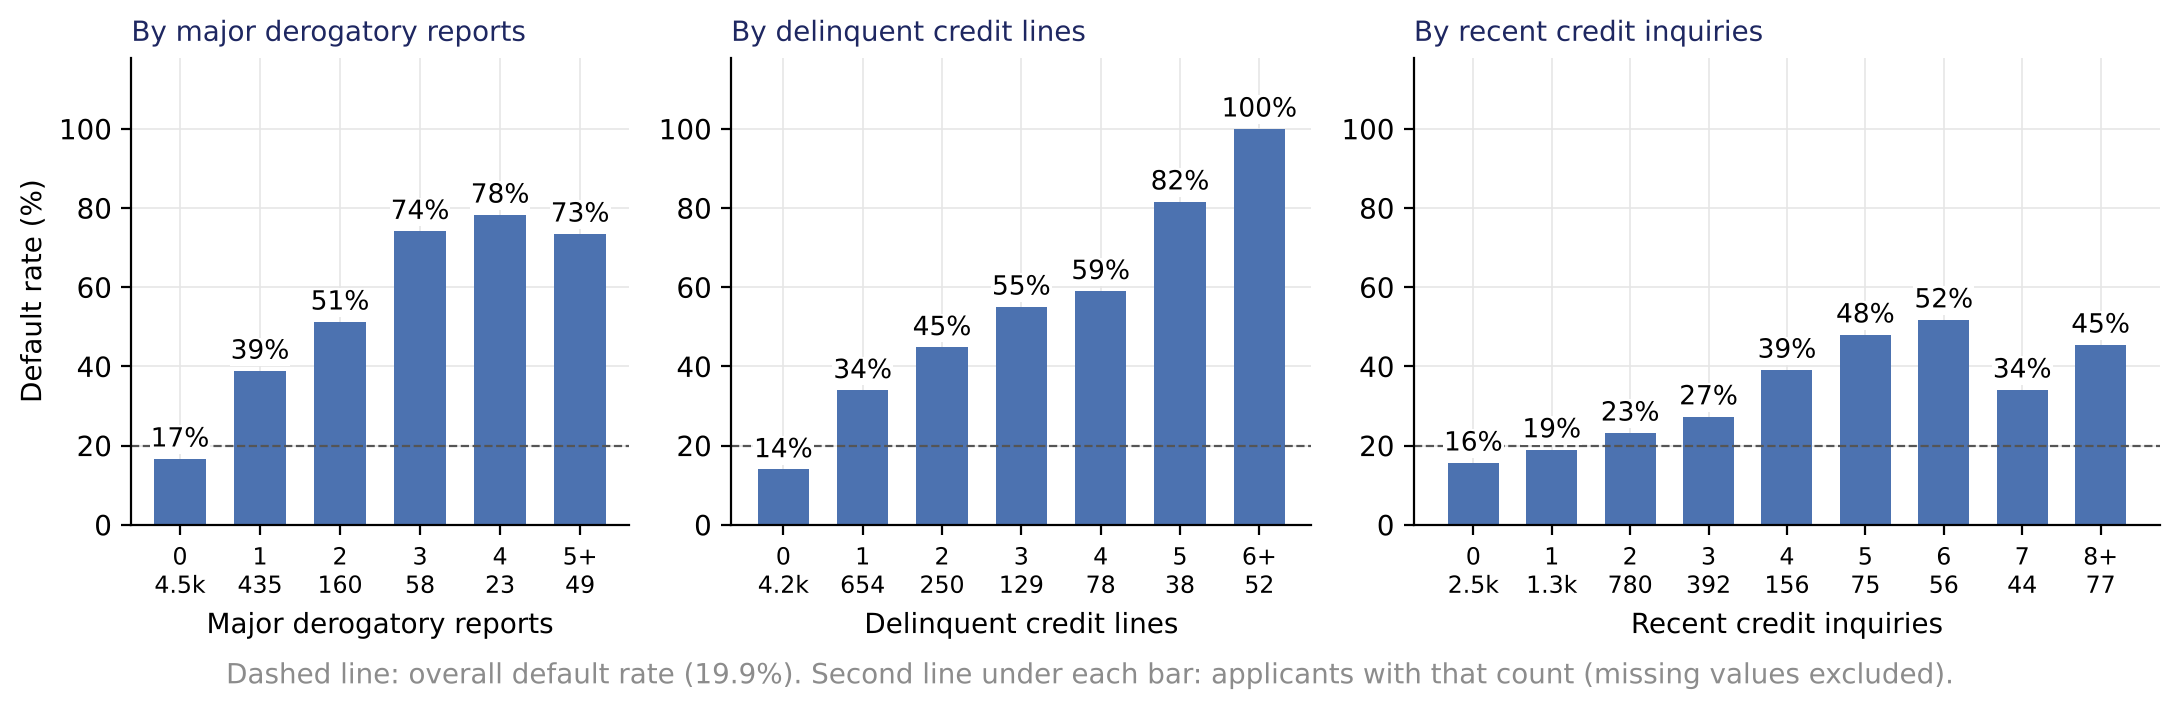 By major derogatory reports
By delinquent credit lines
By recent credit inquiries
Default rate (%)
100
80
60
40
20
0
17%
39%
51%
74%
78%
73%
0 1 2 3 4 5+
4.5k 435 160 58 23 49
Major derogatory reports
100
80
60
40
20
0
14%
34%
45%
55%
59%
82%
100%
0 1 2 3 4 5 6+
4.2k 654 250 129 78 38 52
Delinquent credit lines
100
80
60
40
20
0
16%
19%
23%
27%
39%
48%
52%
34%
45%
0 1 2 3 4 5 6 7 8+
2.5k 1.3k 780 392 156 75 56 44 77
Recent credit inquiries
Dashed line: overall default rate (19.9%). Second line under each bar: applicants with that count (missing values excluded).